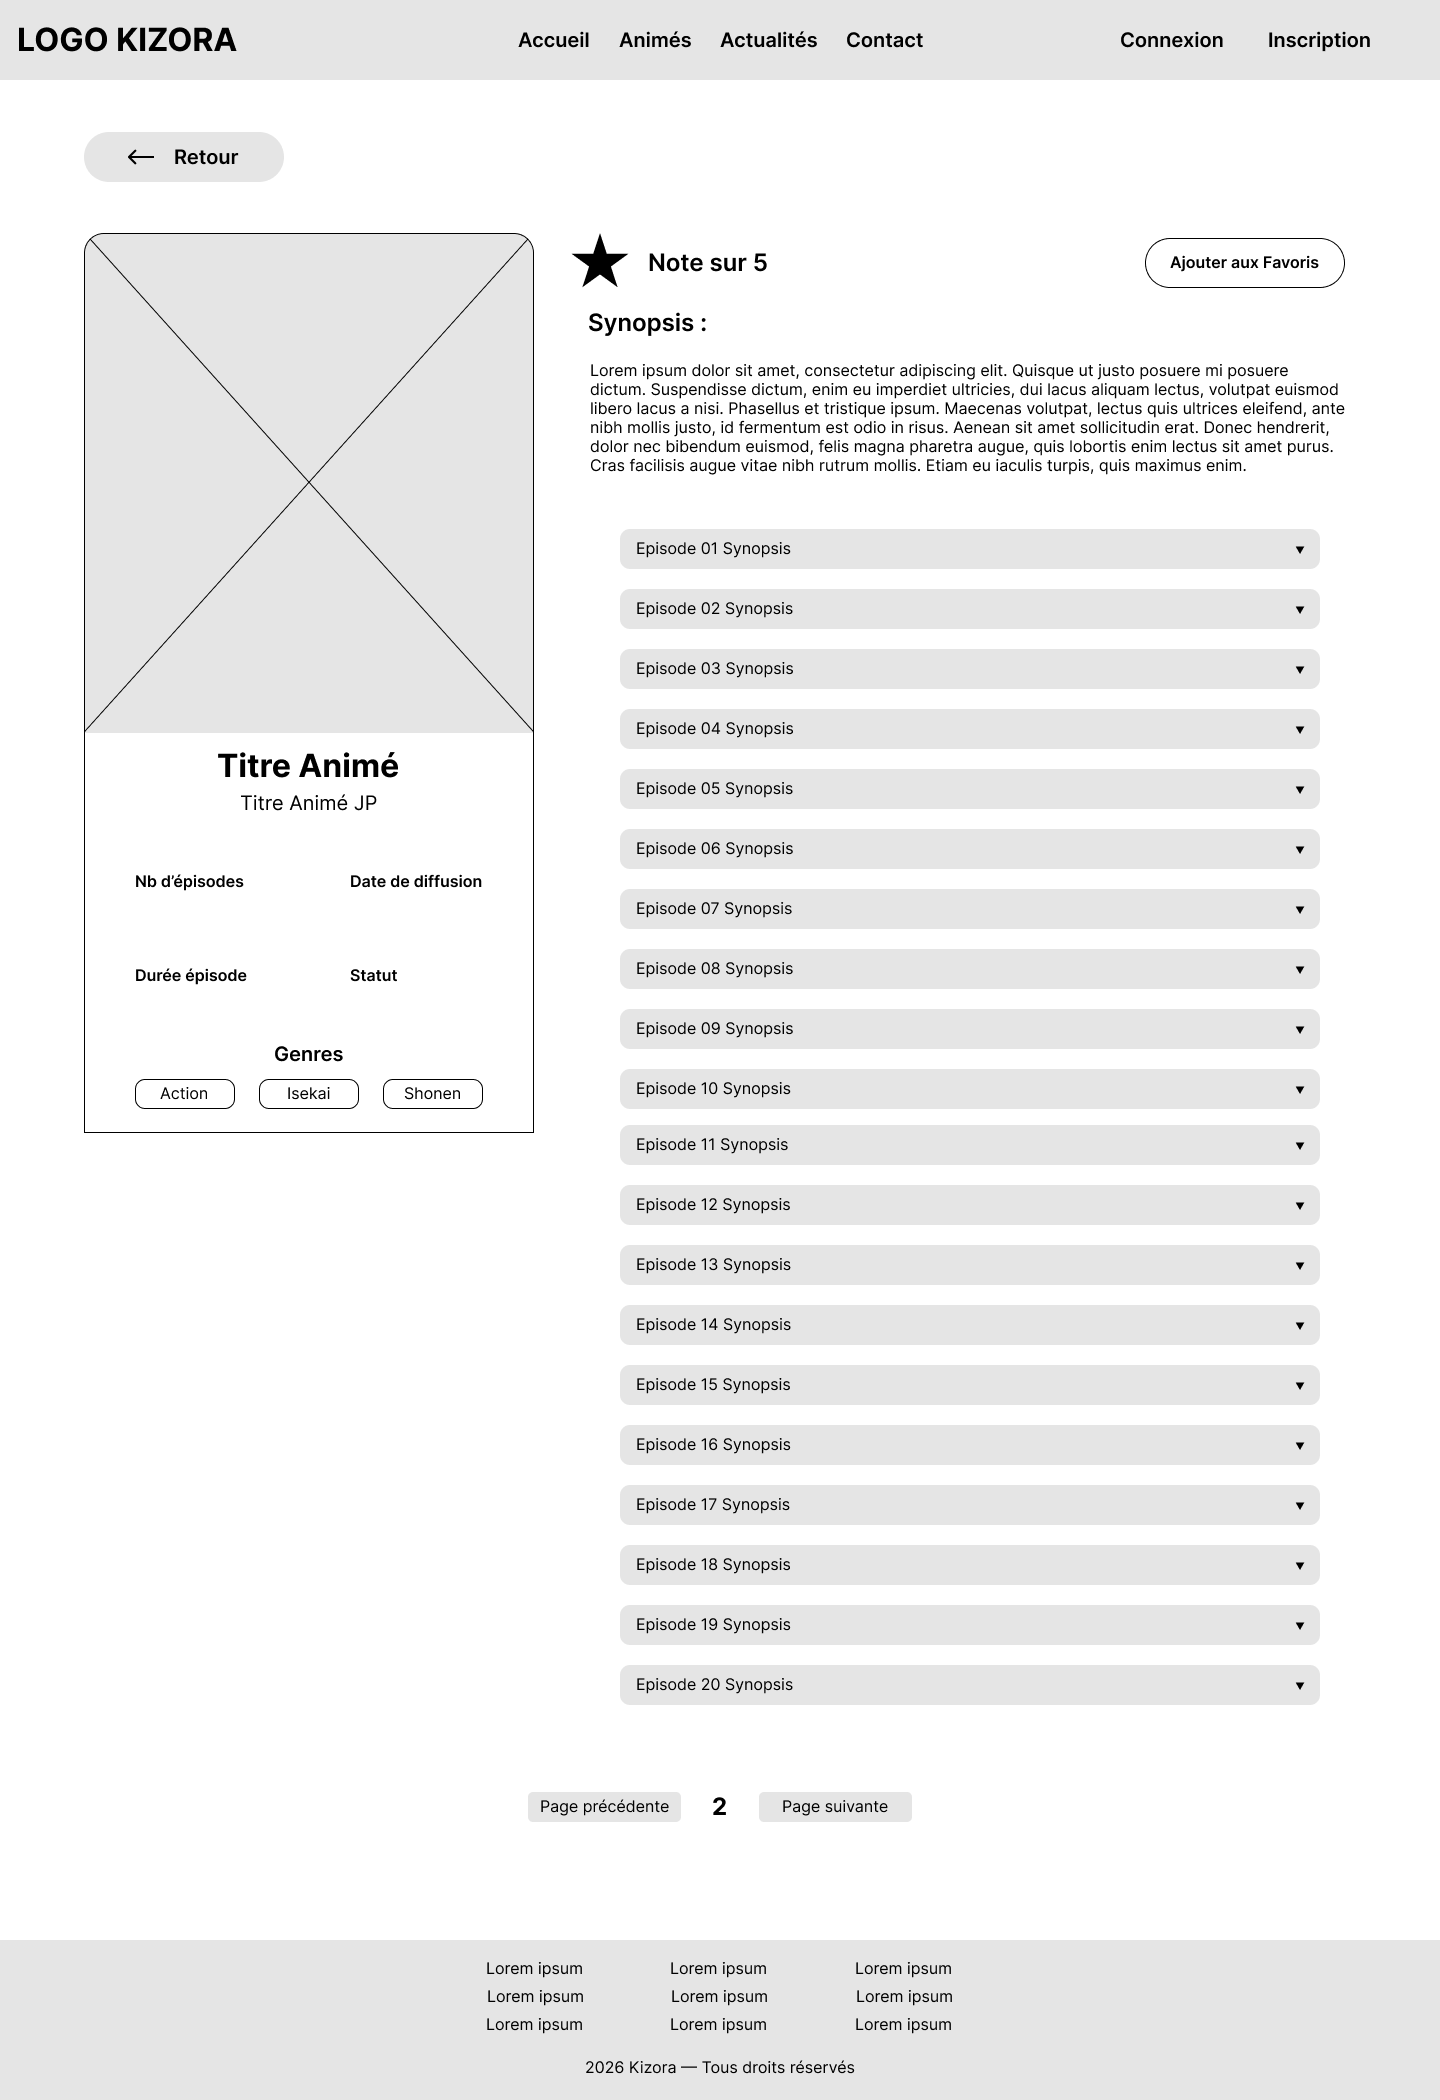 LOGO KIZORA
Accueil Animés Actualités Contact
Connexion Inscription
Retour
Titre Animé
Titre Animé JP
Nb d’épisodes Date de diffusion
Durée épisode Statut
Genres
Action Isekai Shonen
Note sur 5
Ajouter aux Favoris
Synopsis :
Lorem ipsum dolor sit amet, consectetur adipiscing elit. Quisque ut justo posuere mi posuere
dictum. Suspendisse dictum, enim eu imperdiet ultricies, dui lacus aliquam lectus, volutpat euismod
libero lacus a nisi. Phasellus et tristique ipsum. Maecenas volutpat, lectus quis ultrices eleifend, ante
nibh mollis justo, id fermentum est odio in risus. Aenean sit amet sollicitudin erat. Donec hendrerit,
dolor nec bibendum euismod, felis magna pharetra augue, quis lobortis enim lectus sit amet purus.
Cras facilisis augue vitae nibh rutrum mollis. Etiam eu iaculis turpis, quis maximus enim.
Episode 01 Synopsis
Episode 02 Synopsis
Episode 03 Synopsis
Episode 04 Synopsis
Episode 05 Synopsis
Episode 06 Synopsis
Episode 07 Synopsis
Episode 08 Synopsis
Episode 09 Synopsis
Episode 10 Synopsis
Episode 11 Synopsis
Episode 12 Synopsis
Episode 13 Synopsis
Episode 14 Synopsis
Episode 15 Synopsis
Episode 16 Synopsis
Episode 17 Synopsis
Episode 18 Synopsis
Episode 19 Synopsis
Episode 20 Synopsis
Page précédente 2 Page suivante
Lorem ipsum Lorem ipsum Lorem ipsum
Lorem ipsum Lorem ipsum Lorem ipsum
Lorem ipsum Lorem ipsum Lorem ipsum
2026 Kizora — Tous droits réservés